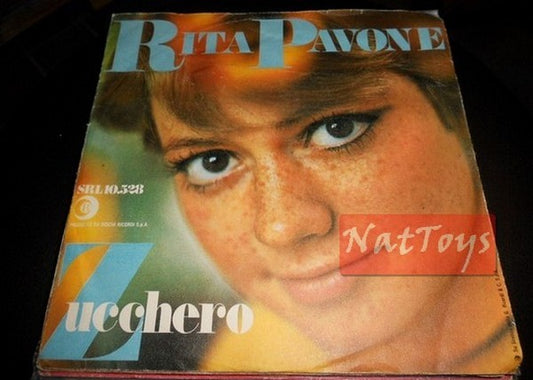 RITA PAVONE
SRL 10.528
NatToys
Zucchero